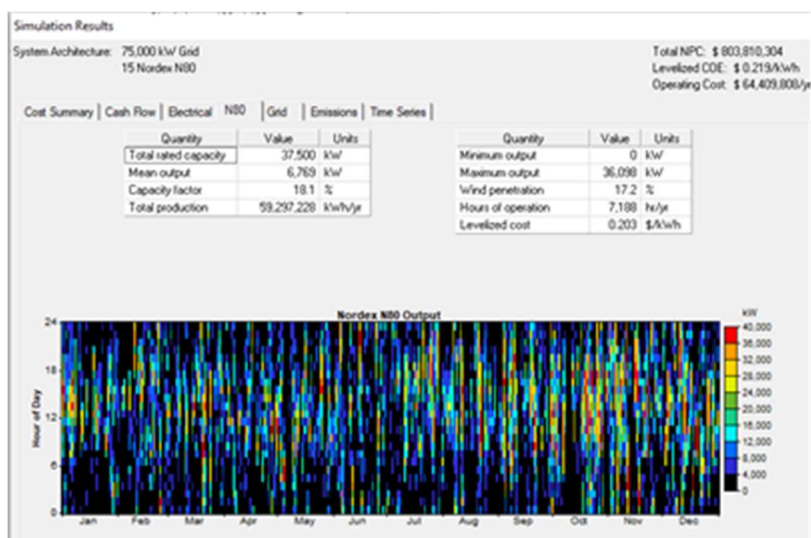 Simulation Results
System Architecture: 75,000 kW Grid
15 Nordex N80
Total NPC: $ 803,810,304
Levelized COE: $ 0.219/kWh
Operating Cost: $ 64,409,808/yr
Cost Summary Cash Flow Electrical N80 Grid Emissions Time Series
Quantity Value Units
Total rated capacity 37,500 kW
Mean output 6,769 kW
Capacity factor 18.1 %
Total production 59,297,228 kWh/yr
Quantity Value Units
Minimum output 0 kW
Maximum output 36,098 kW
Wind penetration 17.2 %
Hours of operation 7,188 hr/yr
Levelized cost 0.203 $/kWh
Nordex N80 Output
kW
24
18
12
6
0
Hour of Day
Jan Feb Mar Apr May Jun Jul Aug Sep Oct Nov Dec
40,000
36,000
32,000
28,000
24,000
20,000
16,000
12,000
8,000
4,000
0